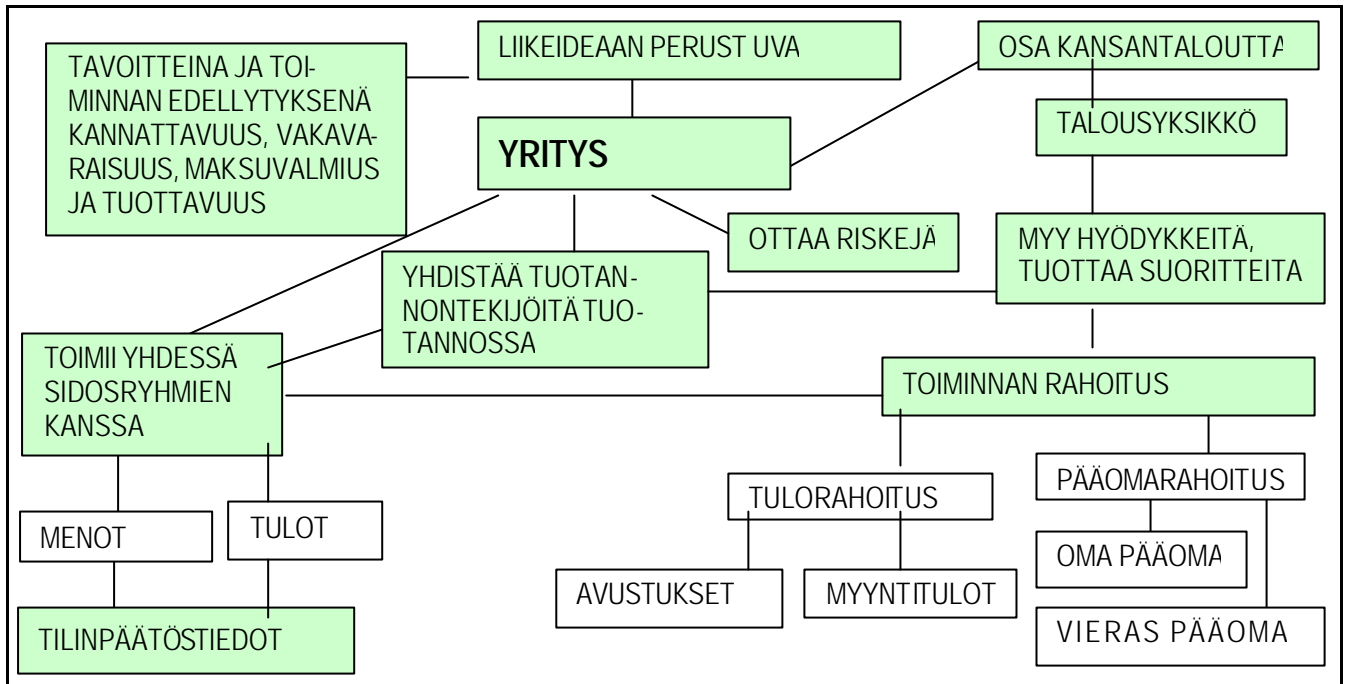 LIIKEIDEAAN PERUST UVA
OSA KANSANTALOUTTA
TAVOITTEINA JA TOI-
MINNAN EDELLYTYKSENÄ
KANNATTAVUUS, VAKAVA-
RAISUUS, MAKSUVALMIUS
JA TUOTTAVUUS
TALOUSYKSIKKÖ
YRITYS
OTTAA RISKEJÄ
MYY HYÖDYKKEITÄ,
TUOTTAA SUORITTEITA
YHDISTÄÄ TUOTAN-
NONTEKIJÖITÄ TUO-
TANNOSSA
TOIMII YHDESSÄ
SIDOSRYHMIEN
KANSSA
TOIMINNAN RAHOITUS
TULORAHOITUS
PÄÄOMARAHOITUS
MENOT
TULOT
OMA PÄÄOMA
AVUSTUKSET
MYYNTITULOT
TILINPÄÄTÖSTIEDOT
VIERAS PÄÄOMA